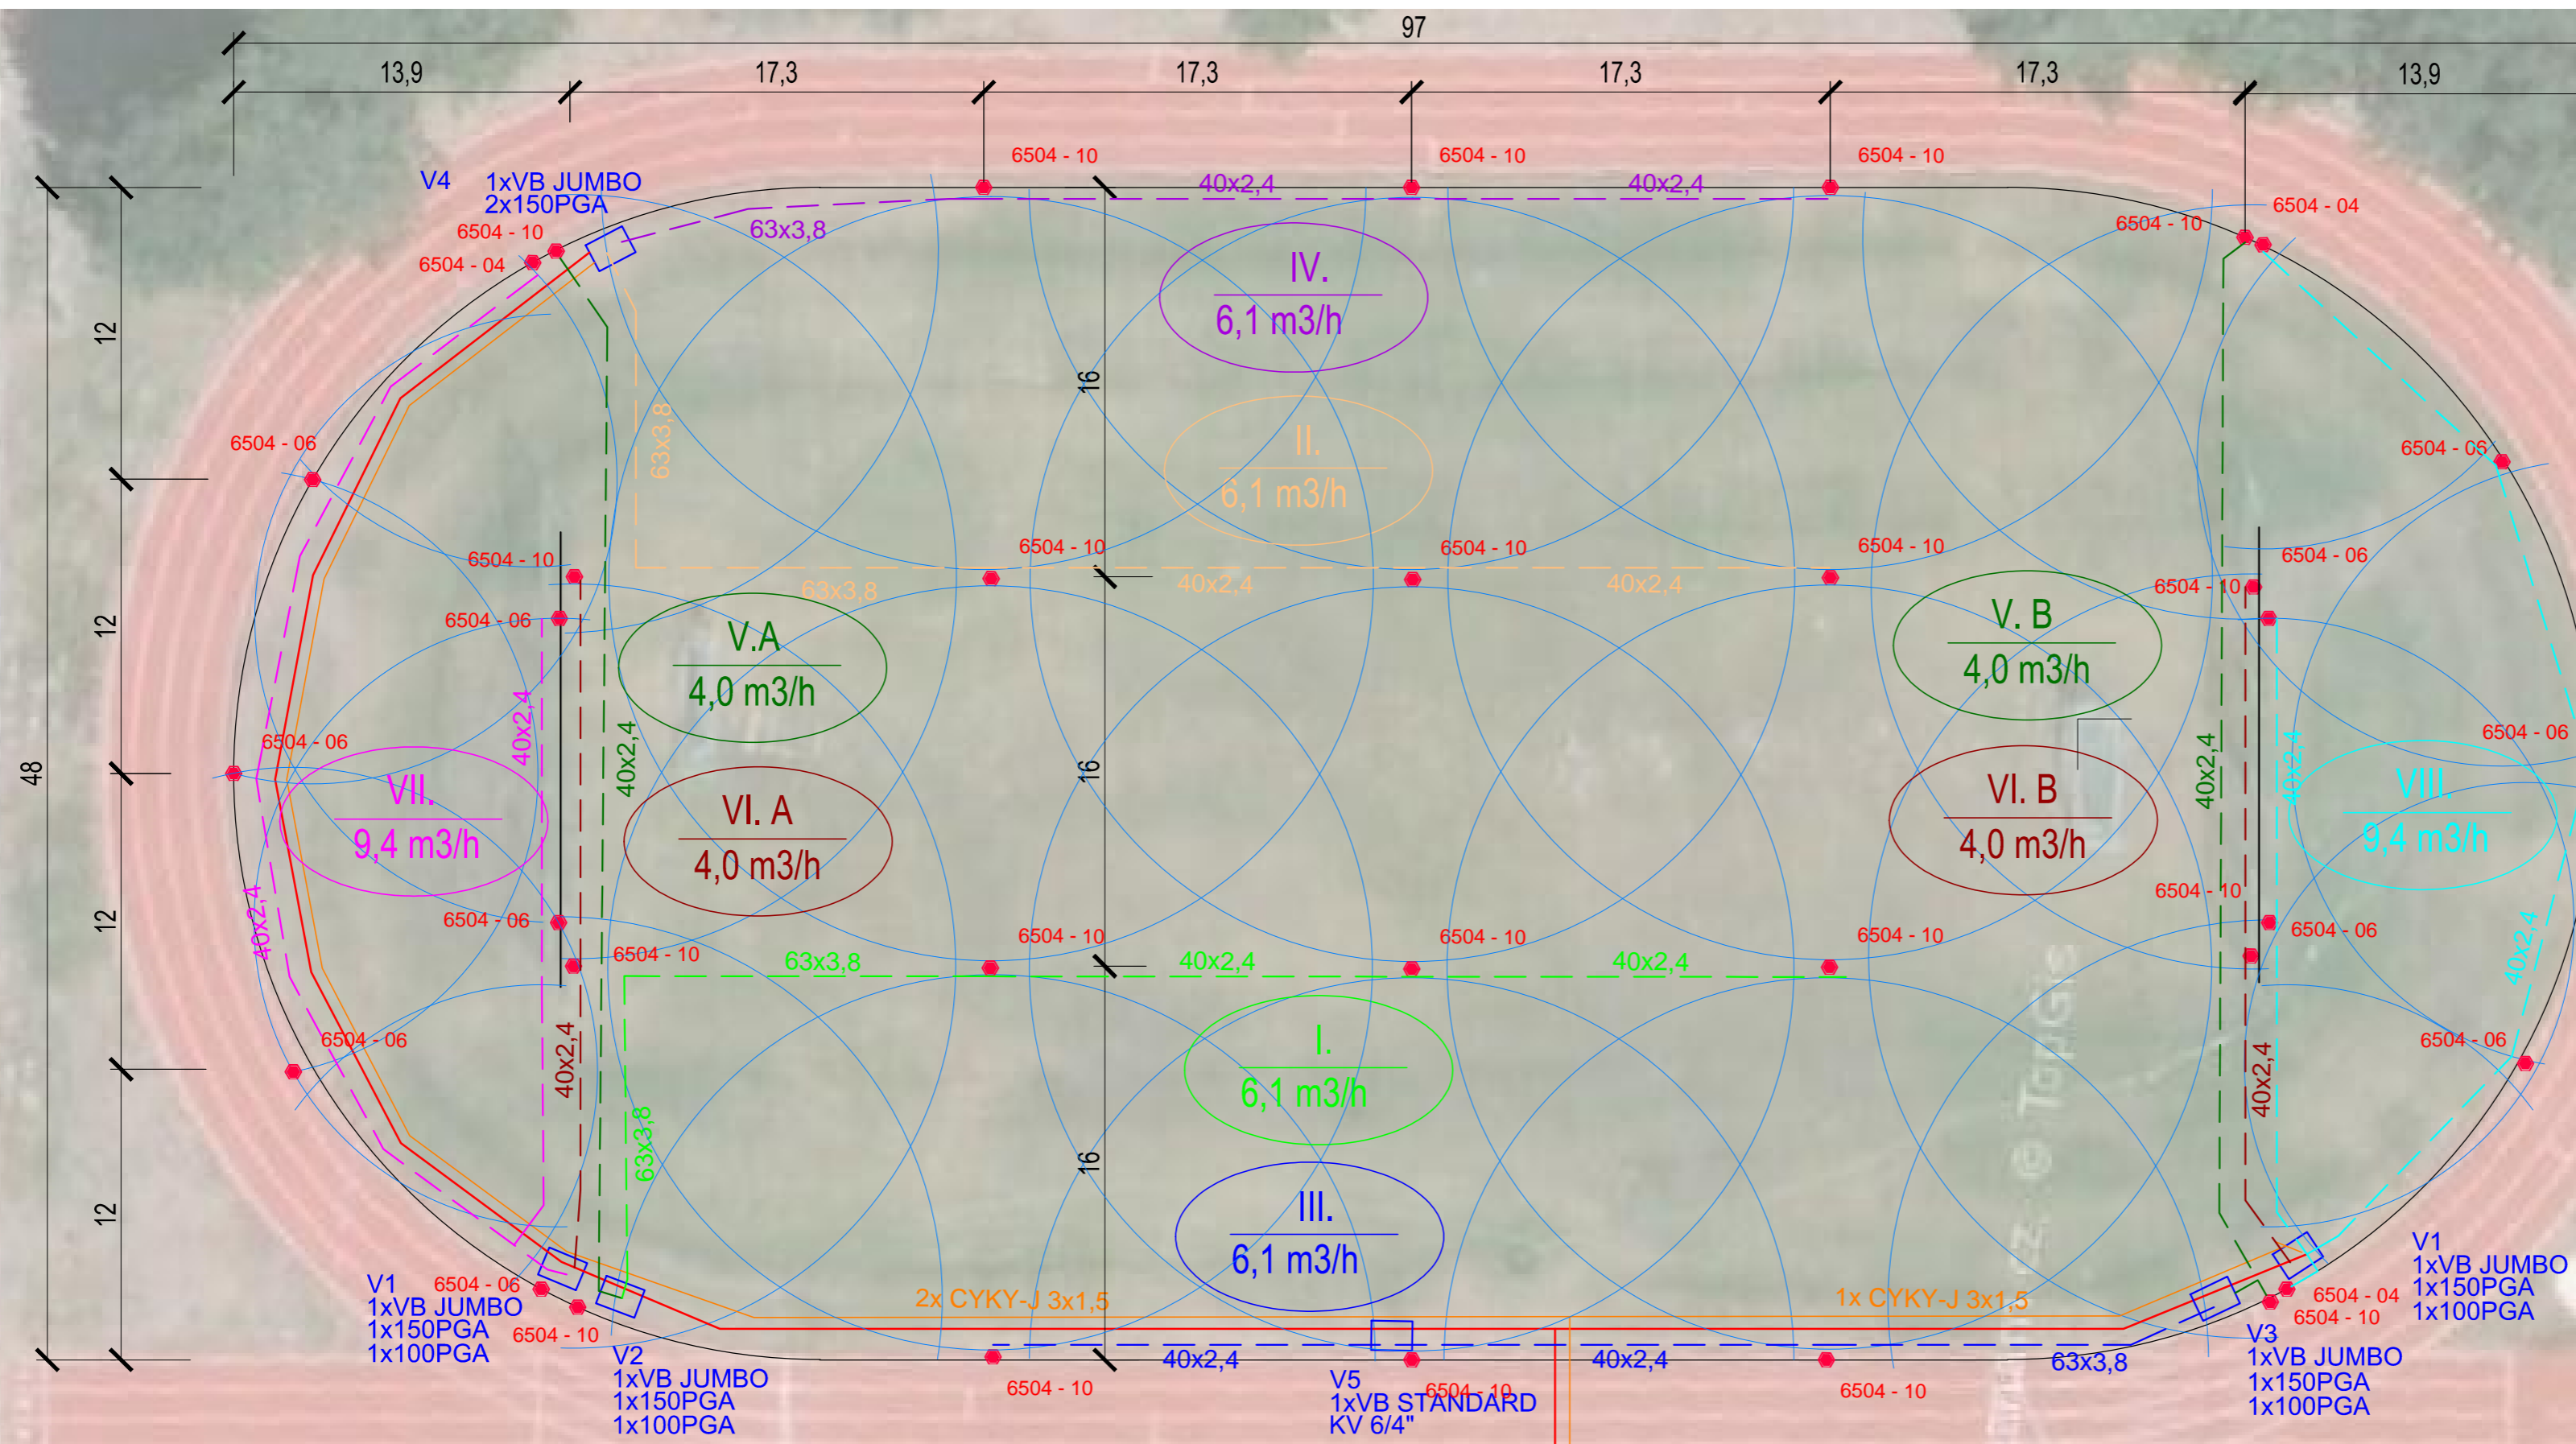 97
13,9
17,3
17,3
17,3
17,3
13,9
6504 - 10
6504 - 10
6504 - 10
V4
1xVB JUMBO
2x150PGA
40x2,4
40x2,4
63x3,8
6504 - 10
6504 - 04
6504 - 04
6504 - 10
12
12
12
12
48
16
16
16
IV.
6,1 m3/h
II.
6,1 m3/h
63x3,8
6504 - 06
6504 - 06
6504 - 10
6504 - 10
6504 - 10
6504 - 10
6504 - 06
6504 - 10
63x3,8
40x2,4
40x2,4
6504 - 06
V.A
4,0 m3/h
V. B
4,0 m3/h
40x2,4
40x2,4
40x2,4
40x2,4
6504 - 06
6504 - 06
VII.
9,4 m3/h
VI. A
4,0 m3/h
VI. B
4,0 m3/h
VIII.
9,4 m3/h
40x2,4
40x2,4
6504 - 06
6504 - 10
6504 - 10
6504 - 10
6504 - 10
6504 - 10
6504 - 06
63x3,8
40x2,4
40x2,4
6504 - 06
6504 - 06
40x2,4
63x3,8
40x2,4
I.
6,1 m3/h
III.
6,1 m3/h
© TopGis
V1
1xVB JUMBO
1x150PGA
1x100PGA
6504 - 06
6504 - 10
2x CYKY-J 3x1,5
1x CYKY-J 3x1,5
V1
1xVB JUMBO
1x150PGA
1x100PGA
6504 - 04
6504 - 10
V2
1xVB JUMBO
1x150PGA
1x100PGA
40x2,4
40x2,4
63x3,8
6504 - 10
6504 - 10
6504 - 10
V5
1xVB STANDARD
KV 6/4"
V3
1xVB JUMBO
1x150PGA
1x100PGA